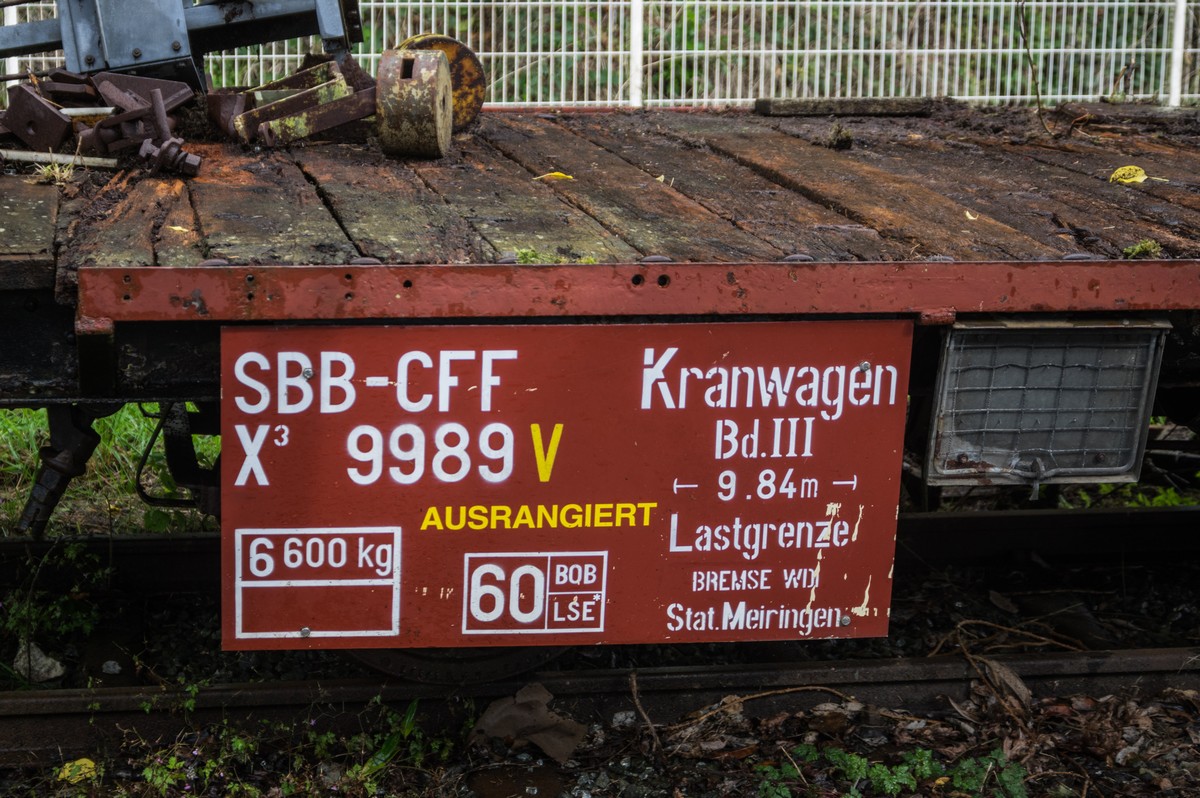 SBB-CFF
X³ 9989 V
AUSRANGIERT
6 600 kg
60 BOB
LSE*
Kranwagen
Bd.III
9.84m
Lastgrenze
BREMSE WDI
Stat.Meiringen